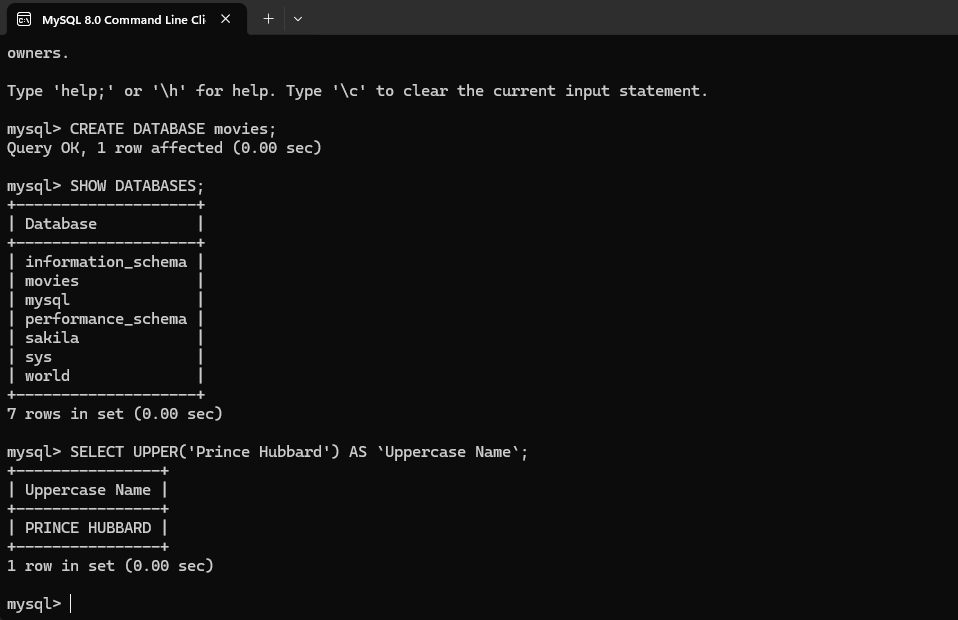 MySQL 8.0 Command Line Cli
owners.
Type 'help;' or '\h' for help. Type '\c' to clear the current input statement.
mysql> CREATE DATABASE movies;
Query OK, 1 row affected (0.00 sec)
mysql> SHOW DATABASES;
+--------------------+
| Database           |
+--------------------+
| information_schema |
| movies             |
| mysql              |
| performance_schema |
| sakila             |
| sys                |
| world              |
+--------------------+
7 rows in set (0.00 sec)
mysql> SELECT UPPER('Prince Hubbard') AS `Uppercase Name`;
+----------------+
| Uppercase Name |
+----------------+
| PRINCE HUBBARD |
+----------------+
1 row in set (0.00 sec)
mysql>